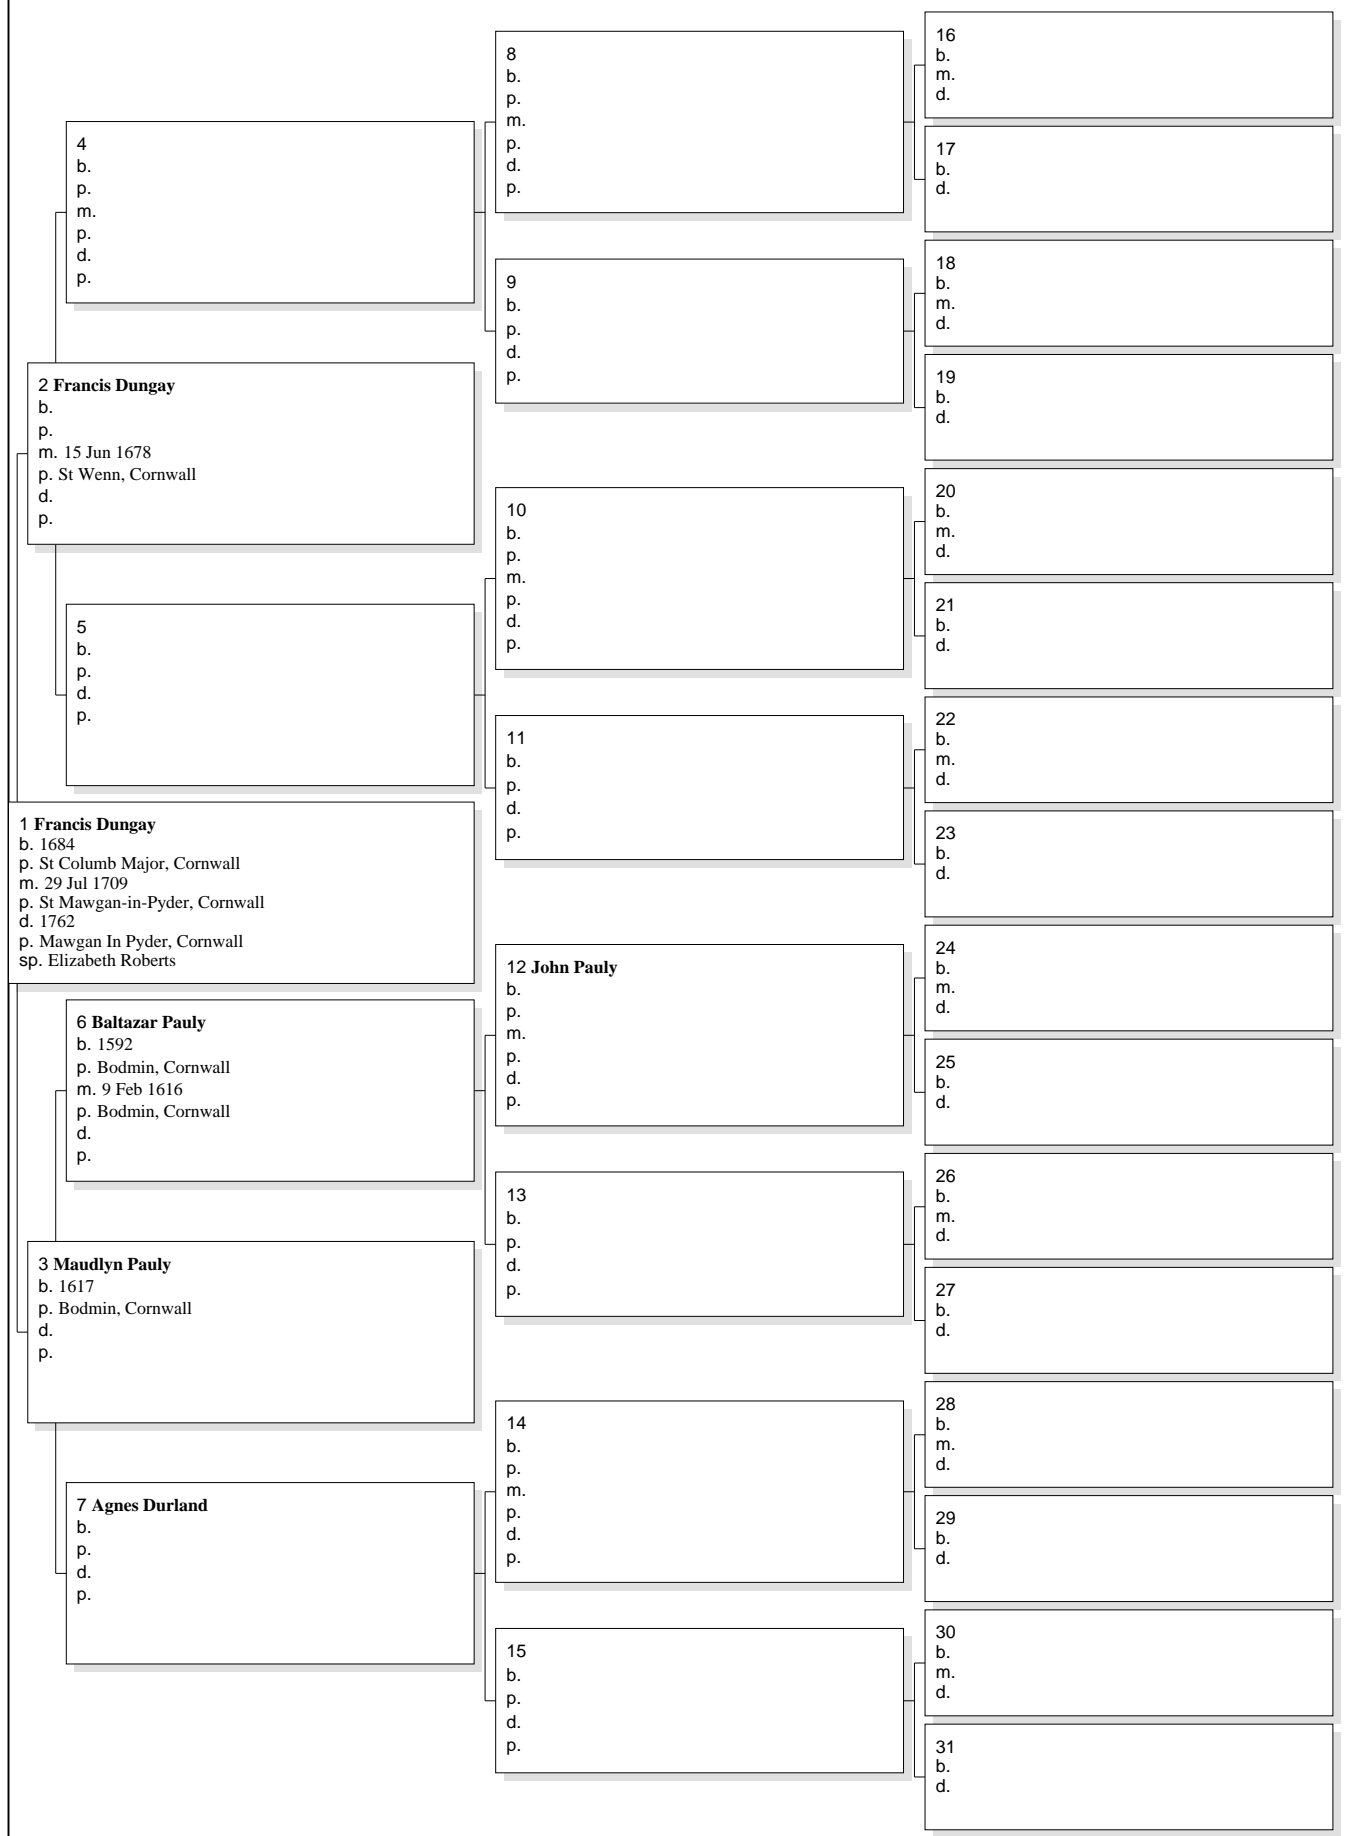 1 Francis Dungay
b. 1684
p. St Columb Major, Cornwall
m. 29 Jul 1709
p. St Mawgan-in-Pyder, Cornwall
d. 1762
p. Mawgan In Pyder, Cornwall
sp. Elizabeth Roberts
2 Francis Dungay
b.
p.
m. 15 Jun 1678
p. St Wenn, Cornwall
d.
p.
3 Maudlyn Pauly
b. 1617
p. Bodmin, Cornwall
d.
p.
4
b.
p.
m.
p.
d.
p.
5
b.
p.
d.
p.
6 Baltazar Pauly
b. 1592
p. Bodmin, Cornwall
m. 9 Feb 1616
p. Bodmin, Cornwall
d.
p.
7 Agnes Durland
b.
p.
d.
p.
8
b.
p.
m.
p.
d.
p.
9
b.
p.
d.
p.
10
b.
p.
m.
p.
d.
p.
11
b.
p.
d.
p.
12 John Pauly
b.
p.
m.
p.
d.
p.
13
b.
p.
d.
p.
14
b.
p.
m.
p.
d.
p.
15
b.
p.
d.
p.
16
b.
m.
d.
17
b.
d.
18
b.
m.
d.
19
b.
d.
20
b.
m.
d.
21
b.
d.
22
b.
m.
d.
23
b.
d.
24
b.
m.
d.
25
b.
d.
26
b.
m.
d.
27
b.
d.
28
b.
m.
d.
29
b.
d.
30
b.
m.
d.
31
b.
d.